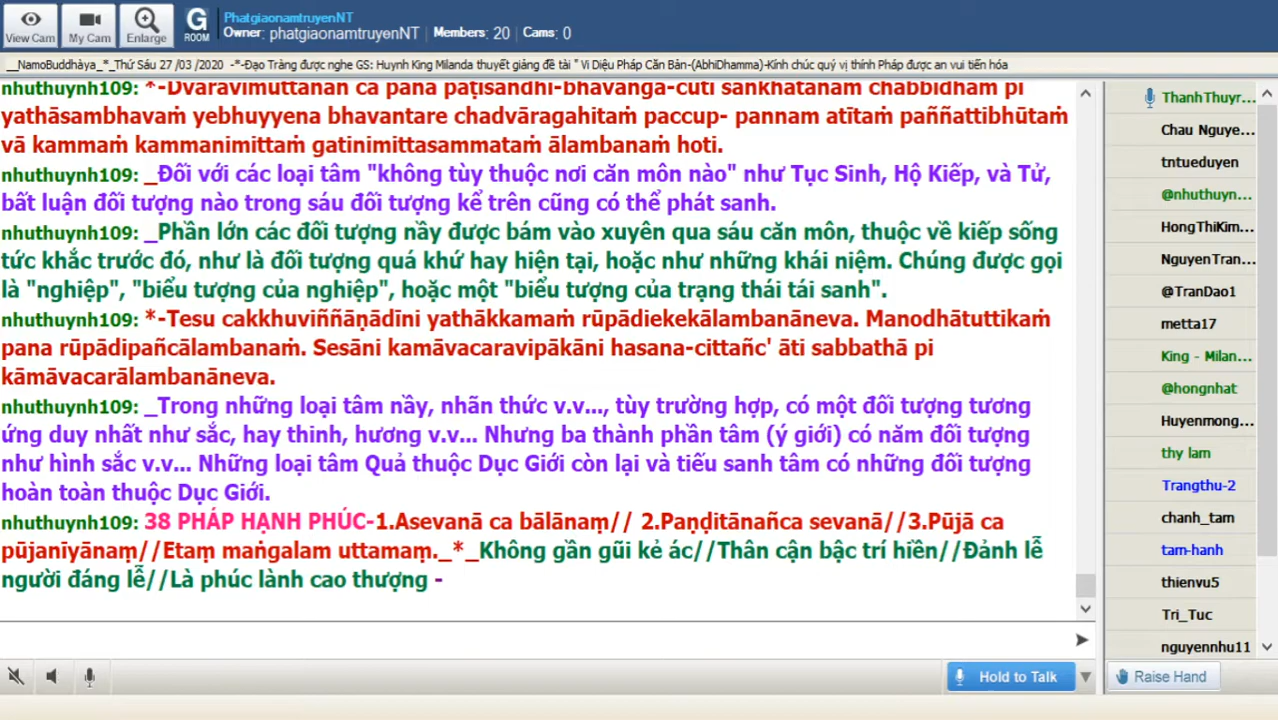 View Cam
My Cam
Enlarge
G
ROOM
PhatgiaonamtruyenNT
Owner: phatgiaonamtruyenNT | Members: 20 | Cams: 0
__NamoBuddhàya_*_Thứ Sáu 27 /03 /2020 -*-Đạo Tràng được nghe GS: Huynh King Milanda thuyết giảng đề tài " Vi Diệu Pháp Căn Bản-(AbhiDhamma)-Kính chúc quý vị thính Pháp được an vui tiến hóa
nhuthuynh109: *-Dvāravimuttānañ ca pana paṭisandhi-bhavaṅga-cuti saṅkhātānaṁ chabbidham pi
yathāsambhavaṁ yebhuyyena bhavantare chadvāragahitaṁ paccup- pannam atītaṁ paññattibhūtaṁ
vā kammaṁ kammanimittaṁ gatinimittasammataṁ ālambanaṁ hoti.
nhuthuynh109: _Đối với các loại tâm "không tùy thuộc nơi căn môn nào" như Tục Sinh, Hộ Kiếp, và Tử,
bất luận đối tượng nào trong sáu đối tượng kể trên cũng có thể phát sanh.
nhuthuynh109: _Phần lớn các đối tượng nầy được bám vào xuyên qua sáu căn môn, thuộc về kiếp sống
tức khắc trước đó, như là đối tượng quá khứ hay hiện tại, hoặc như những khái niệm. Chúng được gọi
là "nghiệp", "biểu tượng của nghiệp", hoặc một "biểu tượng của trạng thái tái sanh".
nhuthuynh109: *-Tesu cakkhuviññāṇādīni yathākkamaṁ rūpādiekekālambanāneva. Manodhātuttikaṁ
pana rūpādipañcālambanaṁ. Sesāni kamāvacaravipākāni hasana-cittañc' āti sabbathā pi
kāmāvacarālambanāneva.
nhuthuynh109: _Trong những loại tâm nầy, nhãn thức v.v..., tùy trường hợp, có một đối tượng tương
ứng duy nhất như sắc, hay thinh, hương v.v... Nhưng ba thành phần tâm (ý giới) có năm đối tượng
như hình sắc v.v... Những loại tâm Quả thuộc Dục Giới còn lại và tiếu sanh tâm có những đối tượng
hoàn toàn thuộc Dục Giới.
nhuthuynh109: 38 PHÁP HẠNH PHÚC-1.Asevanā ca bālānaṃ// 2.Paṇḍitānañca sevanā//3.Pūjā ca
pūjanīyānaṃ//Etaṃ maṅgalam uttamaṃ._*_Không gần gũi kẻ ác//Thân cận bậc trí hiền//Đảnh lễ
người đáng lễ//Là phúc lành cao thượng -
ThanhThuyr...
Chau Nguye...
tntueduyen
@nhuthuyn...
HongThiKim...
NguyenTran...
@TranDao1
metta17
King - Milan...
@hongnhat
Huyenmong...
thy lam
Trangthu-2
chanh_tam
tam-hanh
thienvu5
Tri_Tuc
nguyennhu11
Hold to Talk
Raise Hand